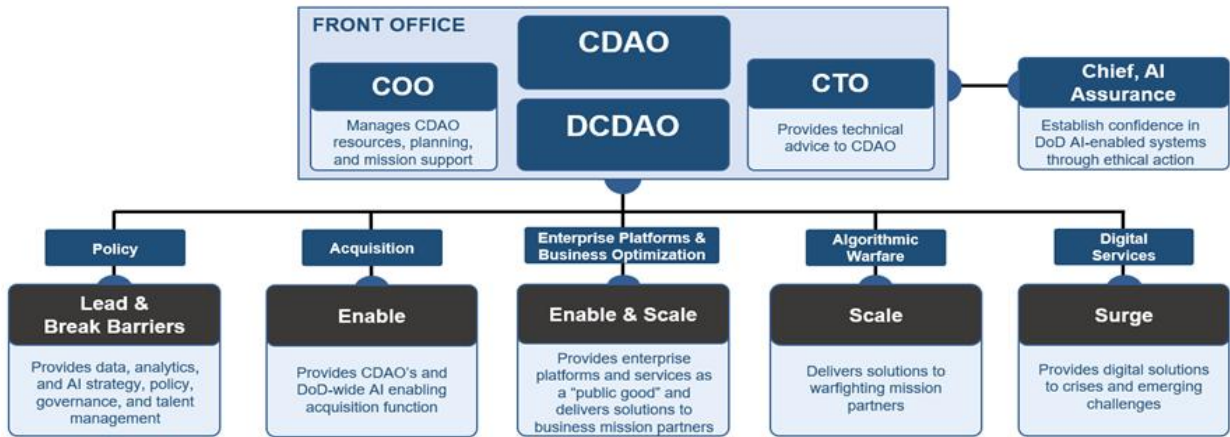 FRONT OFFICE
CDAO
COO
Manages CDAO
resources, planning,
and mission support
DCDAO
CTO
Provides technical
advice to CDAO
Chief, AI
Assurance
Establish confidence in
DoD AI-enabled systems
through ethical action
Policy
Lead &
Break Barriers
Provides data, analytics,
and AI strategy, policy,
governance, and talent
management
Acquisition
Enable
Provides CDAO's and
DoD-wide AI enabling
acquisition function
Enterprise Platforms &
Business Optimization
Enable & Scale
Provides enterprise
platforms and services as
a "public good" and
delivers solutions to
business mission partners
Algorithmic
Warfare
Scale
Delivers solutions to
warfighting mission
partners
Digital
Services
Surge
Provides digital solutions
to crises and emerging
challenges